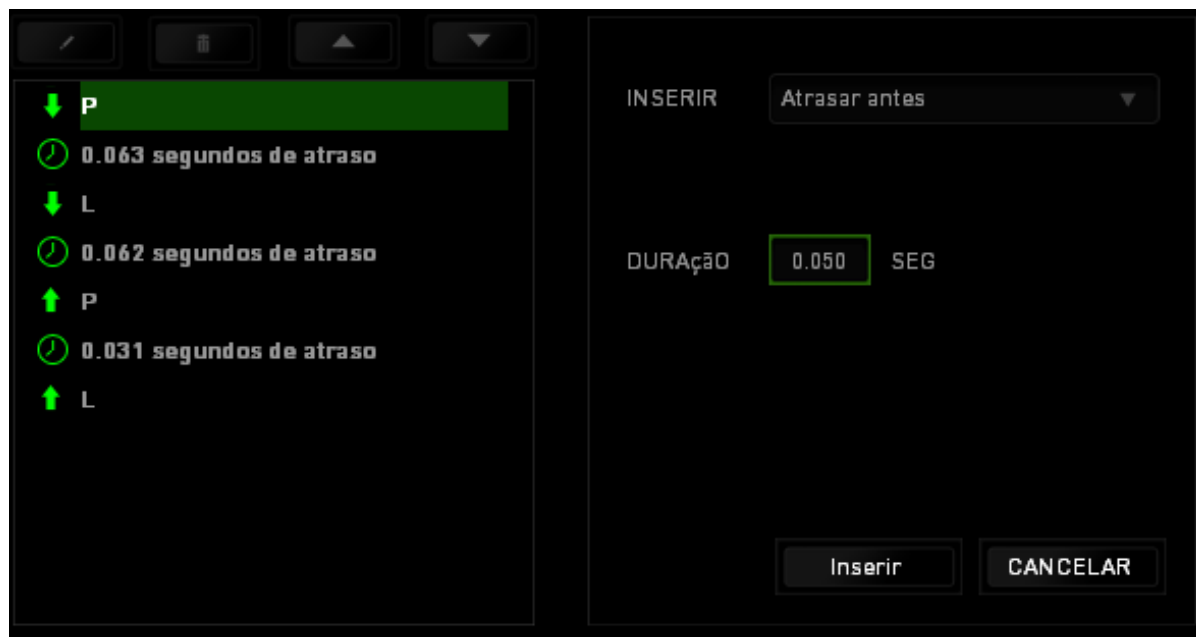 P
0.063 segundos de atraso
L
0.062 segundos de atraso
P
0.031 segundos de atraso
L
INSERIR Atrasar antes
DURAçãO 0.050 SEG
Inserir CANCELAR